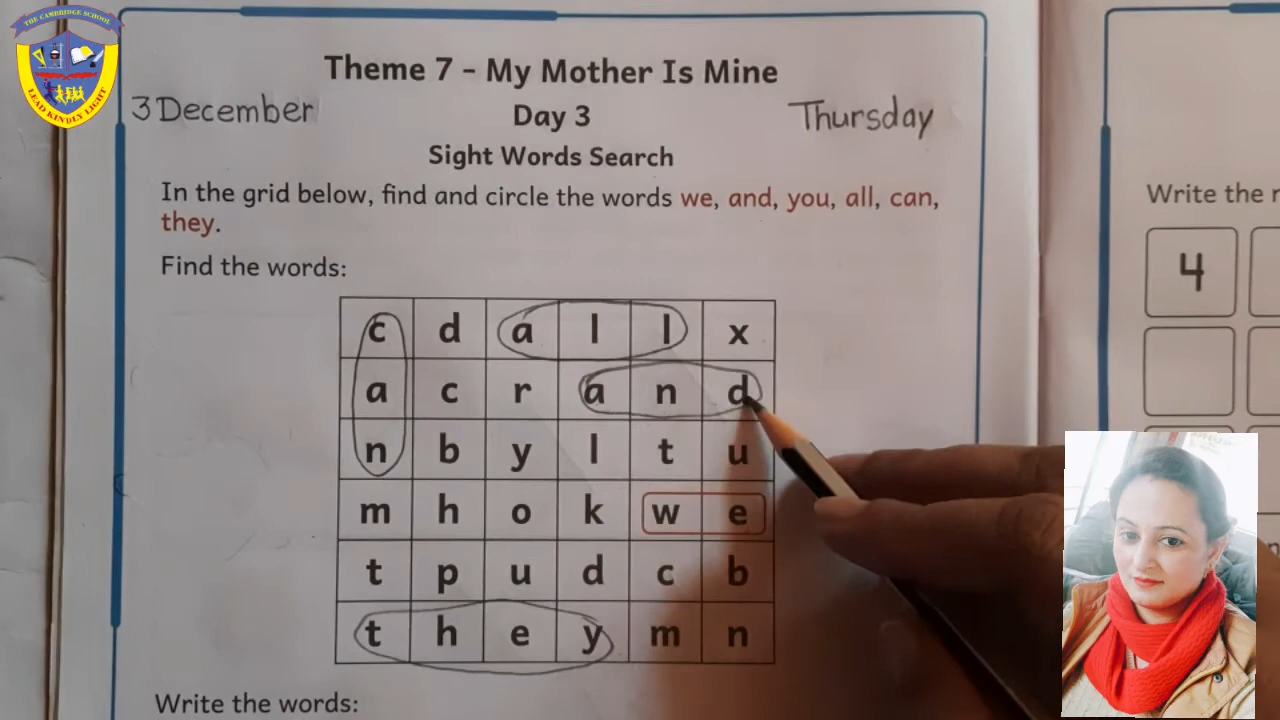 THE CAMBRIDGE SCHOOL
LEAD KINDLY LIGHT
Theme 7 - My Mother Is Mine
3 December Day 3 Thursday
Sight Words Search
In the grid below, find and circle the words we, and, you, all, can,
they.
Find the words:
c d a l l x
a c r a n d
n b y l t u
m h o k w e
t p u d c b
t h e y m n
Write the words:
Write the r
4